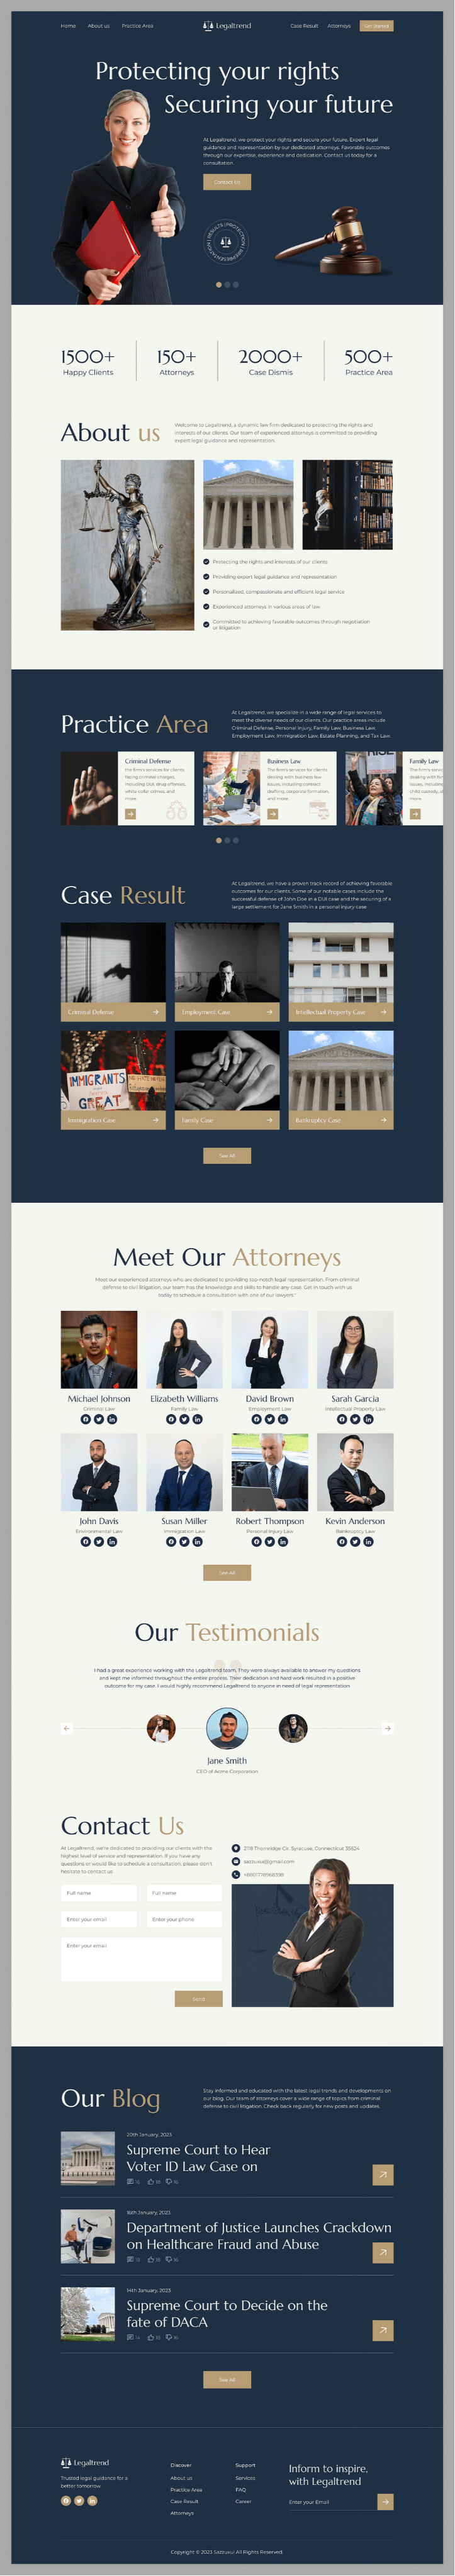 Home About us Practice Area Legaltrend Case Result Attorneys Get Started
Protecting your rights
Securing your future
At Legaltrend, we protect your rights and secure your future. Expert legal
guidance and representation by our dedicated attorneys. Favorable outcomes
through our expertise, experience and dedication. Contact us today for a
consultation.
Contact Us
1500+ 150+ 2000+ 500+
Happy Clients Attorneys Case Dismis Practice Area
About us
Welcome to Legaltrend, a dynamic law firm dedicated to protecting the rights and
interests of our clients. Our team of experienced attorneys is committed to providing
expert legal guidance and representation.
Protecting the rights and interests of our clients
Providing expert legal guidance and representation
Personalized, compassionate and efficient legal service
Experienced attorneys in various areas of law
Committed to achieving favorable outcomes through negotiation
or litigation
Practice Area
At Legaltrend, we specialize in a wide range of legal services to
meet the diverse needs of our clients. Our practice areas include
Criminal Defense, Personal Injury, Family Law, Business Law,
Employment Law, Immigration Law, Estate Planning, and Tax Law.
Criminal Defense
the firm's services for clients
facing criminal charges,
including DUI, drug offenses,
white-collar crimes, and
more.
Business Law
The firm's services for clients
dealing with business law
issues, including contract
drafting, corporate formation,
and more.
Family Law
The firm's
dealing with
issues, including
child custody,
more.
Case Result
At Legaltrend, we have a proven track record of achieving favorable
outcomes for our clients. Some of our notable cases include the
successful defense of John Doe in a DUI case and the securing of a
large settlement for Jane Smith in a personal injury case
Criminal Defense Employment Case Intellectual Property Case
IMMIGRANTS
GREAT
Immigration Case Family Case Bankruptcy Case
See All
Meet Our Attorneys
Meet our experienced attorneys who are dedicated to providing top-notch legal representation. From criminal
defense to civil litigation, our team has the knowledge and skills to handle any case. Get in touch with us
today to schedule a consultation with one of our lawyers."
Michael Johnson Elizabeth Williams David Brown Sarah Garcia
Criminal Law Family Law Employment Law Intellectual Property Law
John Davis Susan Miller Robert Thompson Kevin Anderson
Environmental Law Immigration Law Personal Injury Law Bankruptcy Law
See All
Our Testimonials
I had a great experience working with the Legaltrend team. They were always available to answer my questions
and kept me informed throughout the entire process. Their dedication and hard work resulted in a positive
outcome for my case. I would highly recommend Legaltrend to anyone in need of legal representation
Jane Smith
CEO of Acme Corporation
Contact Us
At Legaltrend, we're dedicated to providing our clients with the
highest level of service and representation. If you have any
questions or would like to schedule a consultation, please don't
hesitate to contact us
Full name Full name
Enter your email Enter your phone
Enter your email
Send
Our Blog
Stay informed and educated with the latest legal trends and developments on
our blog. Our team of attorneys cover a wide range of topics from criminal
defense to civil litigation. Check back regularly for new posts and updates.
20th January, 2023
Supreme Court to Hear
Voter ID Law Case on
16th January, 2023
Department of Justice Launches Crackdown
on Healthcare Fraud and Abuse
14th January, 2023
Supreme Court to Decide on the
fate of DACA
See All
Legaltrend
Trusted legal guidance for a
better tomorrow
Discover
About us
Practice Area
Case Result
Attorneys
Support
Services
FAQ
Career
Inform to inspire,
with Legaltrend
Enter your Email
Copyright © 2023 Sazzuxui All Rights Reserved.